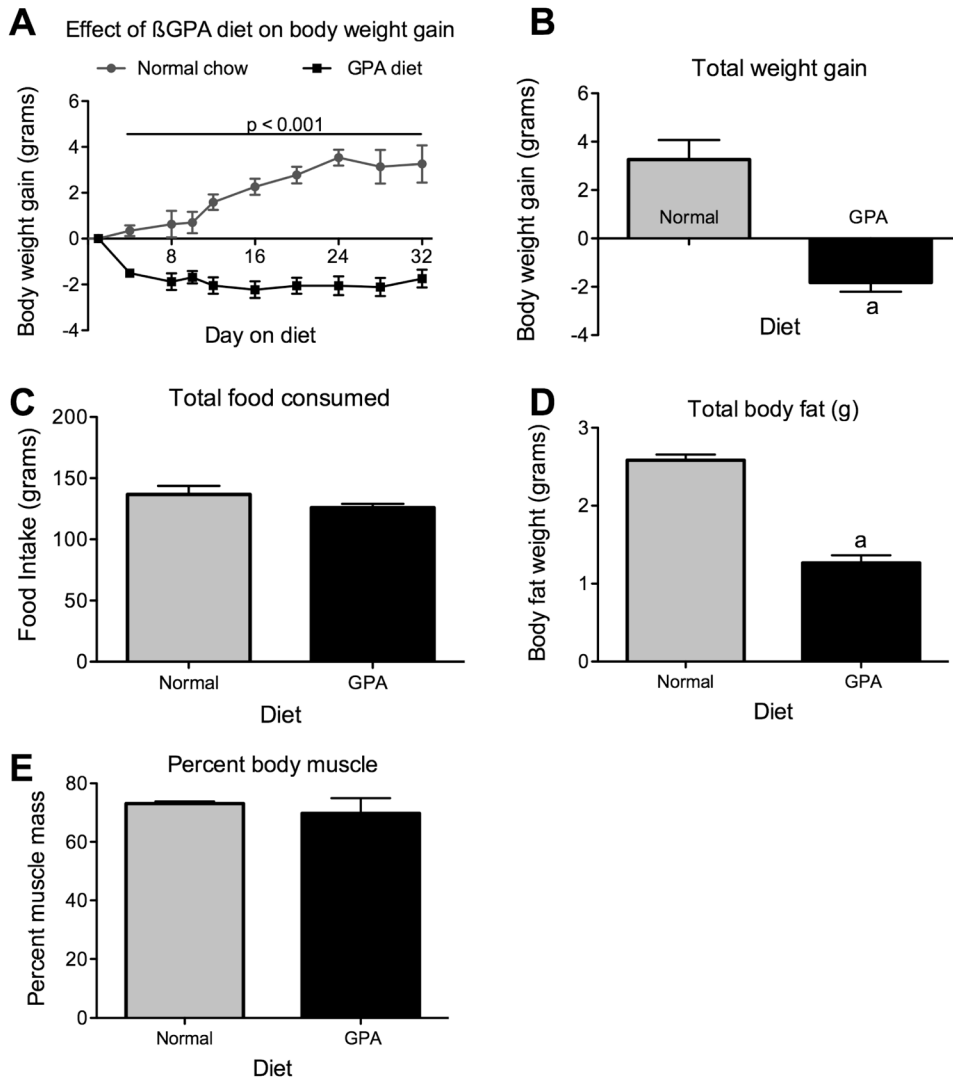 A
Effect of ßGPA diet on body weight gain
Normal chow
GPA diet
Body weight gain (grams)
6
4
2
0
-2
-4
p < 0.001
8
16
24
32
Day on diet
B
Total weight gain
Body weight gain (grams)
6
4
2
0
-2
-4
Normal
GPA
a
Diet
C
Total food consumed
Food Intake (grams)
200
150
100
50
0
Normal
GPA
Diet
D
Total body fat (g)
Body fat weight (grams)
3
2
1
0
a
Normal
GPA
Diet
E
Percent body muscle
Percent muscle mass
80
60
40
20
0
Normal
GPA
Diet